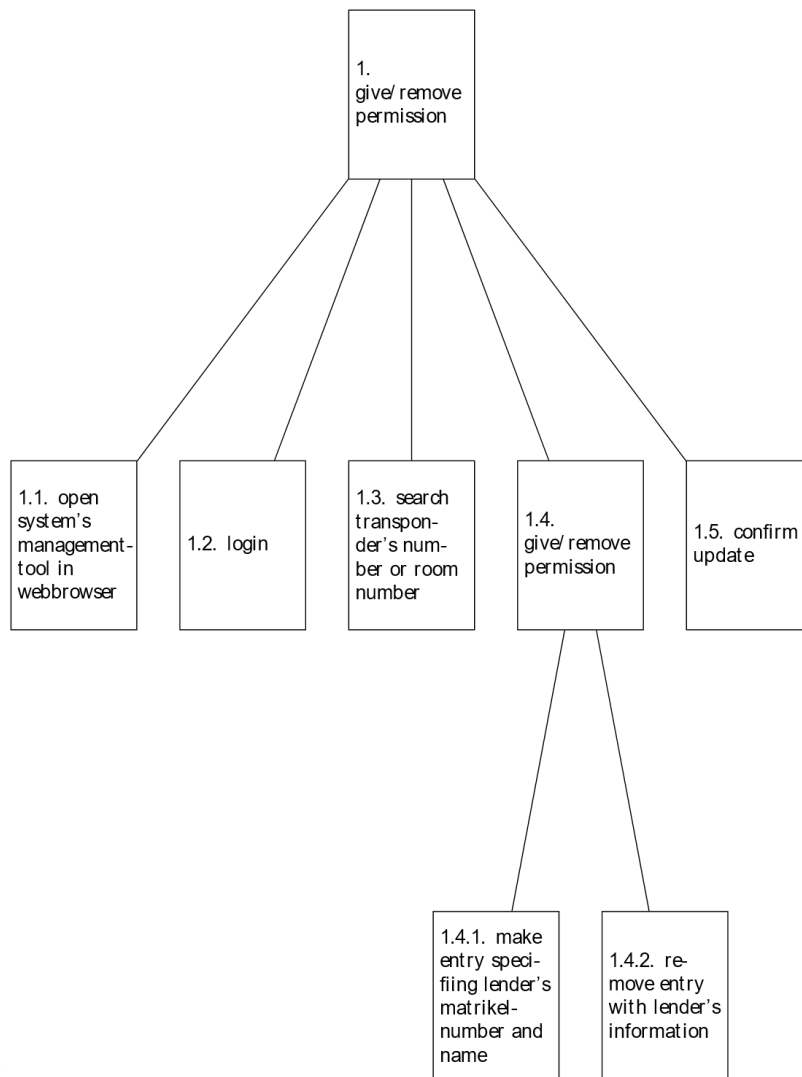 1.
give/ remove
permission
1.1. open
system's
management-
tool in
webbrowser
1.2. login
1.3. search
transpon-
der's num-
ber or room
number
1.4.
give/ remove
permission
1.5. confirm
update
1.4.1. make
entry speci-
fiing lender's
matrikel-
number and
name
1.4.2. re-
move entry
with lender's
information